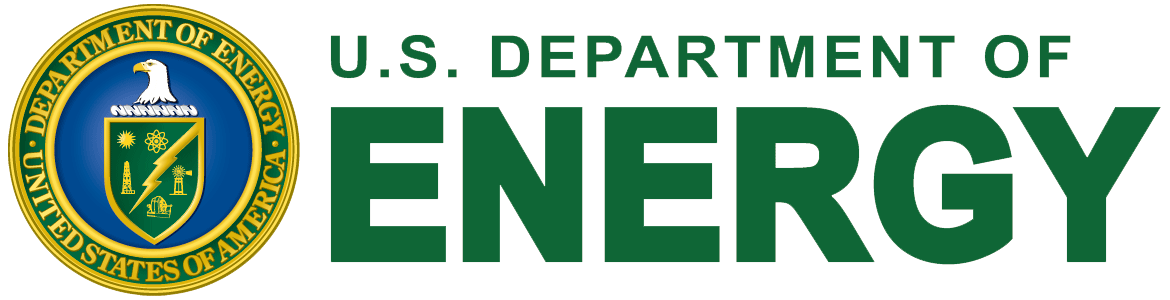 · DEPARTMENT OF ENERGY ·
UNITED STATES OF AMERICA
U.S. DEPARTMENT OF
ENERGY